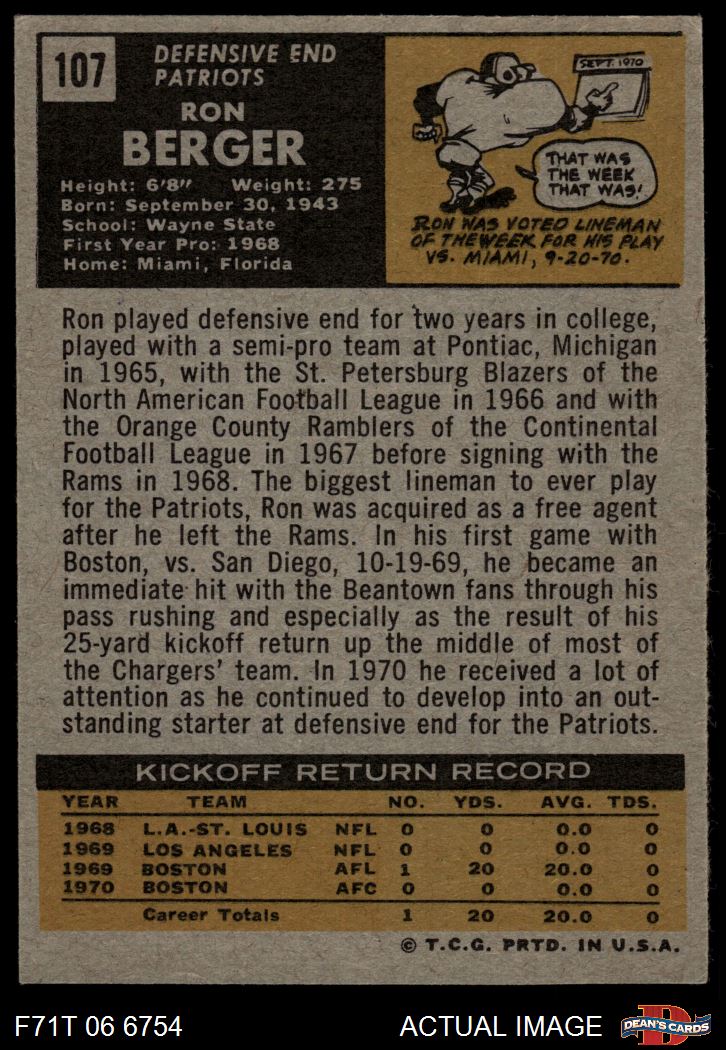 107
DEFENSIVE END
PATRIOTS
RON
BERGER
Height: 6'8" Weight: 275
Born: September 30, 1943
School: Wayne State
First Year Pro: 1968
Home: Miami, Florida
SEPT. 1970
THAT WAS
THE WEEK
THAT WAS!
RON WAS VOTED LINEMAN
OF THE WEEK FOR HIS PLAY
VS. MIAMI, 9-20-70.
Ron played defensive end for two years in college,
played with a semi-pro team at Pontiac, Michigan
in 1965, with the St. Petersburg Blazers of the
North American Football League in 1966 and with
the Orange County Ramblers of the Continental
Football League in 1967 before signing with the
Rams in 1968. The biggest lineman to ever play
for the Patriots, Ron was acquired as a free agent
after he left the Rams. In his first game with
Boston, vs. San Diego, 10-19-69, he became an
immediate hit with the Beantown fans through his
pass rushing and especially as the result of his
25-yard kickoff return up the middle of most of
the Chargers' team. In 1970 he received a lot of
attention as he continued to develop into an out-
standing starter at defensive end for the Patriots.
KICKOFF RETURN RECORD
YEAR TEAM NO. YDS. AVG. TDS.
1968 L.A.-ST. LOUIS NFL 0 0 0.0 0
1969 LOS ANGELES NFL 0 0 0.0 0
1969 BOSTON AFL 1 20 20.0 0
1970 BOSTON AFC 0 0 0.0 0
Career Totals 1 20 20.0 0
© T.C.G. PRTD. IN U.S.A.
F71T 06 6754 ACTUAL IMAGE D DEAN'S CARDS